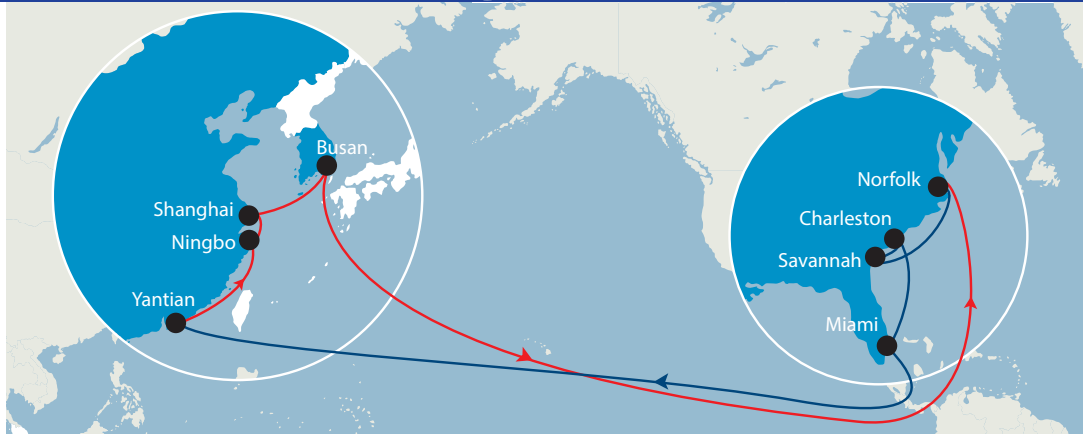 Busan
Shanghai
Ningbo
Yantian
Norfolk
Charleston
Savannah
Miami